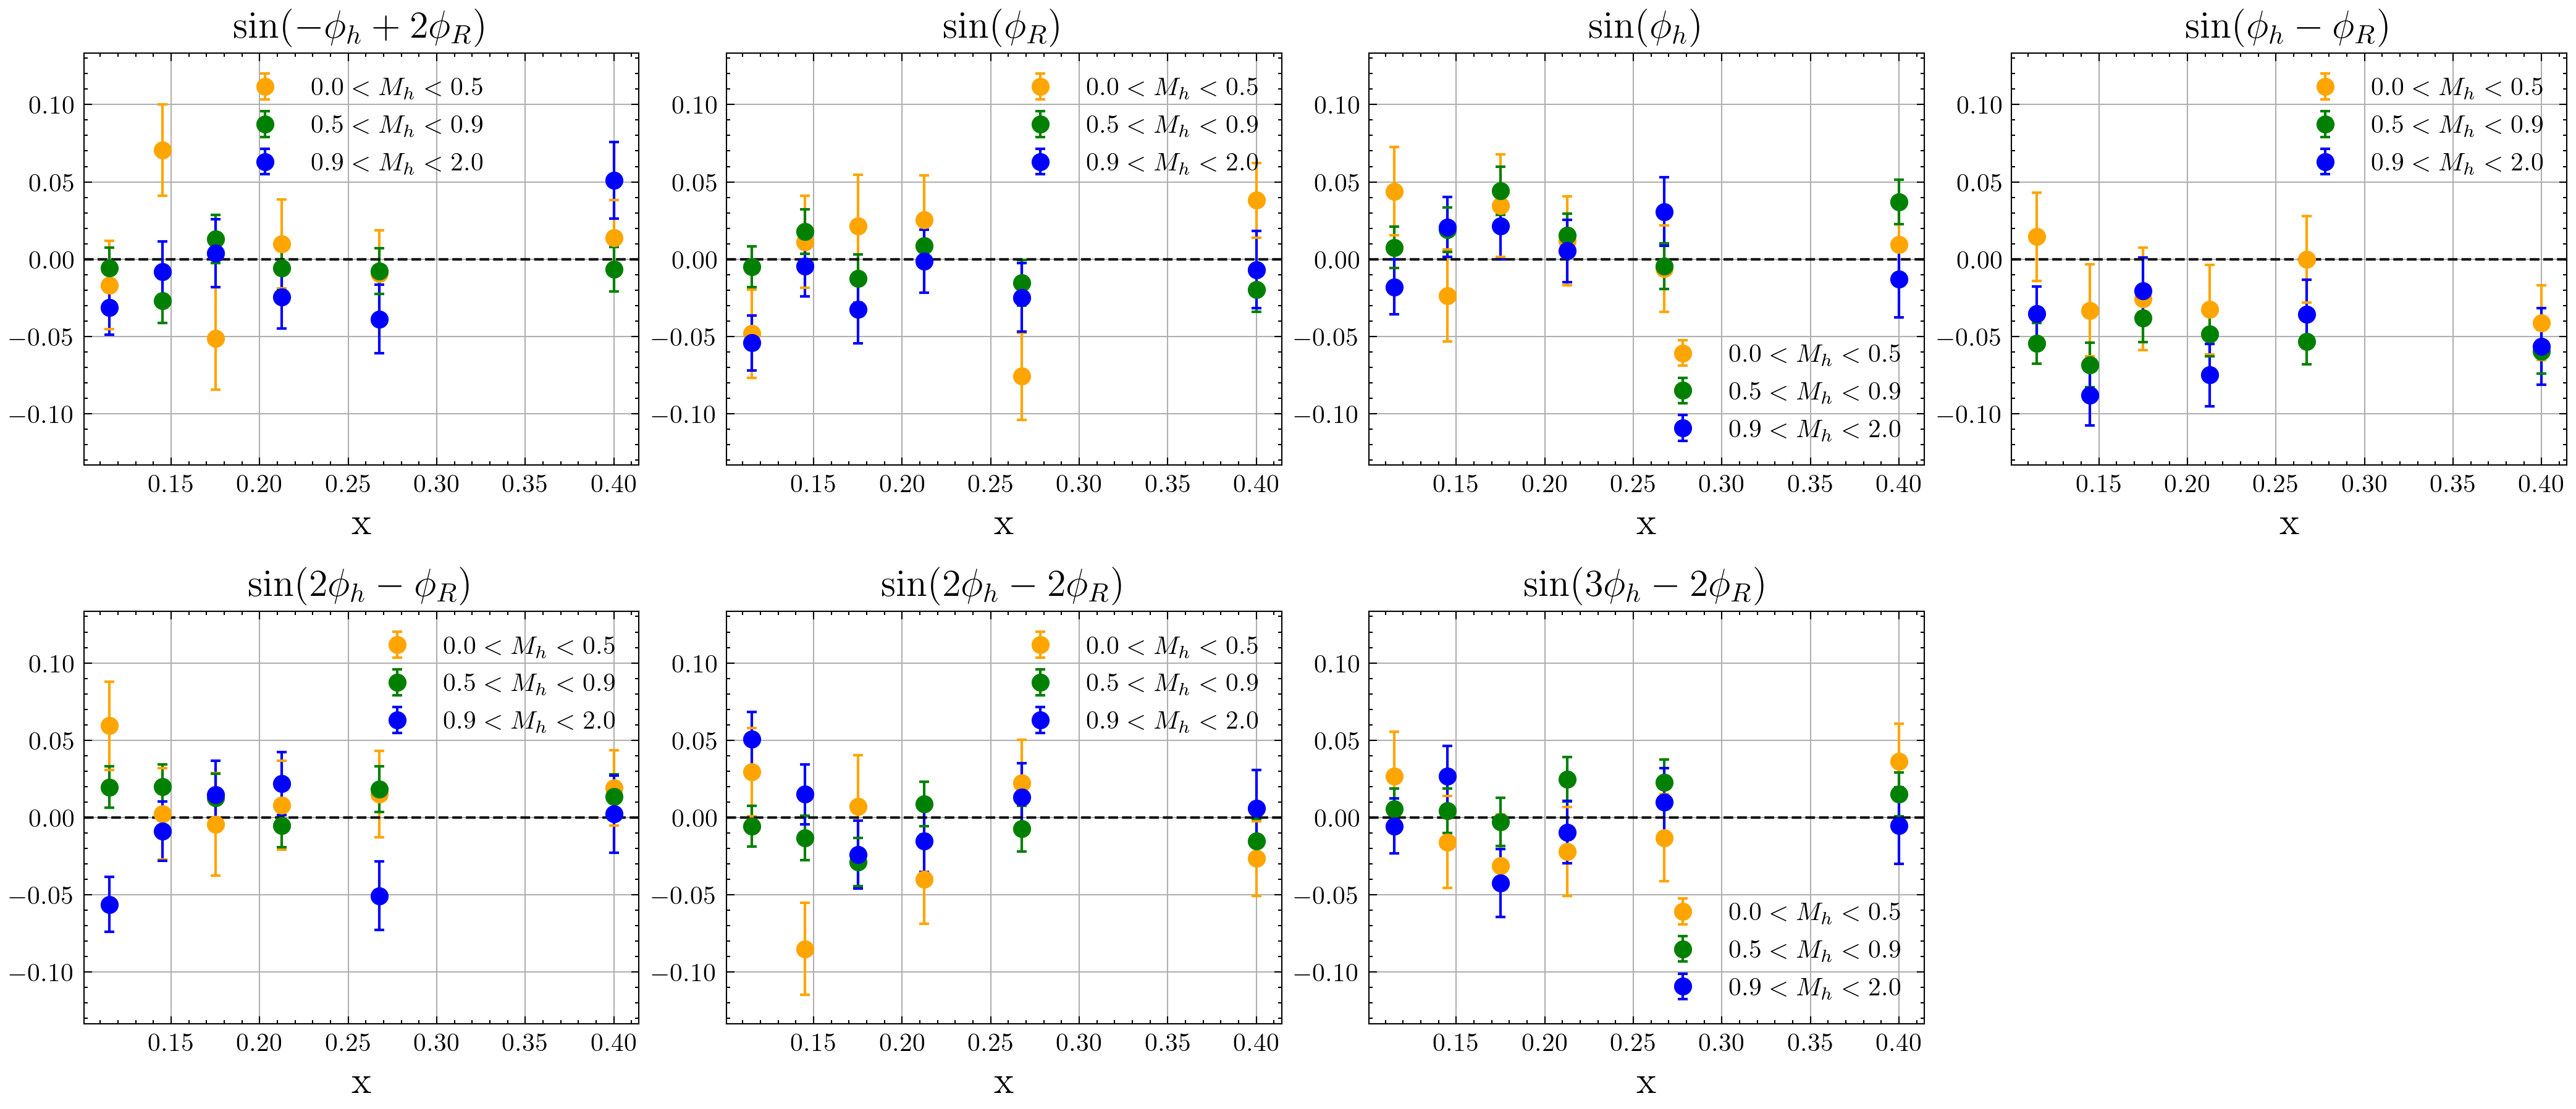 sin(−ϕ_h + 2ϕ_R)
0.0 < M_h < 0.5
0.5 < M_h < 0.9
0.9 < M_h < 2.0
0.10
0.05
0.00
−0.05
−0.10
0.15 0.20 0.25 0.30 0.35 0.40
x
sin(ϕ_R)
0.0 < M_h < 0.5
0.5 < M_h < 0.9
0.9 < M_h < 2.0
0.10
0.05
0.00
−0.05
−0.10
0.15 0.20 0.25 0.30 0.35 0.40
x
sin(ϕ_h)
0.10
0.05
0.00
−0.05
−0.10
0.0 < M_h < 0.5
0.5 < M_h < 0.9
0.9 < M_h < 2.0
0.15 0.20 0.25 0.30 0.35 0.40
x
sin(ϕ_h − ϕ_R)
0.0 < M_h < 0.5
0.5 < M_h < 0.9
0.9 < M_h < 2.0
0.10
0.05
0.00
−0.05
−0.10
0.15 0.20 0.25 0.30 0.35 0.40
x
sin(2ϕ_h − ϕ_R)
0.0 < M_h < 0.5
0.5 < M_h < 0.9
0.9 < M_h < 2.0
0.10
0.05
0.00
−0.05
−0.10
0.15 0.20 0.25 0.30 0.35 0.40
x
sin(2ϕ_h − 2ϕ_R)
0.0 < M_h < 0.5
0.5 < M_h < 0.9
0.9 < M_h < 2.0
0.10
0.05
0.00
−0.05
−0.10
0.15 0.20 0.25 0.30 0.35 0.40
x
sin(3ϕ_h − 2ϕ_R)
0.10
0.05
0.00
−0.05
−0.10
0.0 < M_h < 0.5
0.5 < M_h < 0.9
0.9 < M_h < 2.0
0.15 0.20 0.25 0.30 0.35 0.40
x